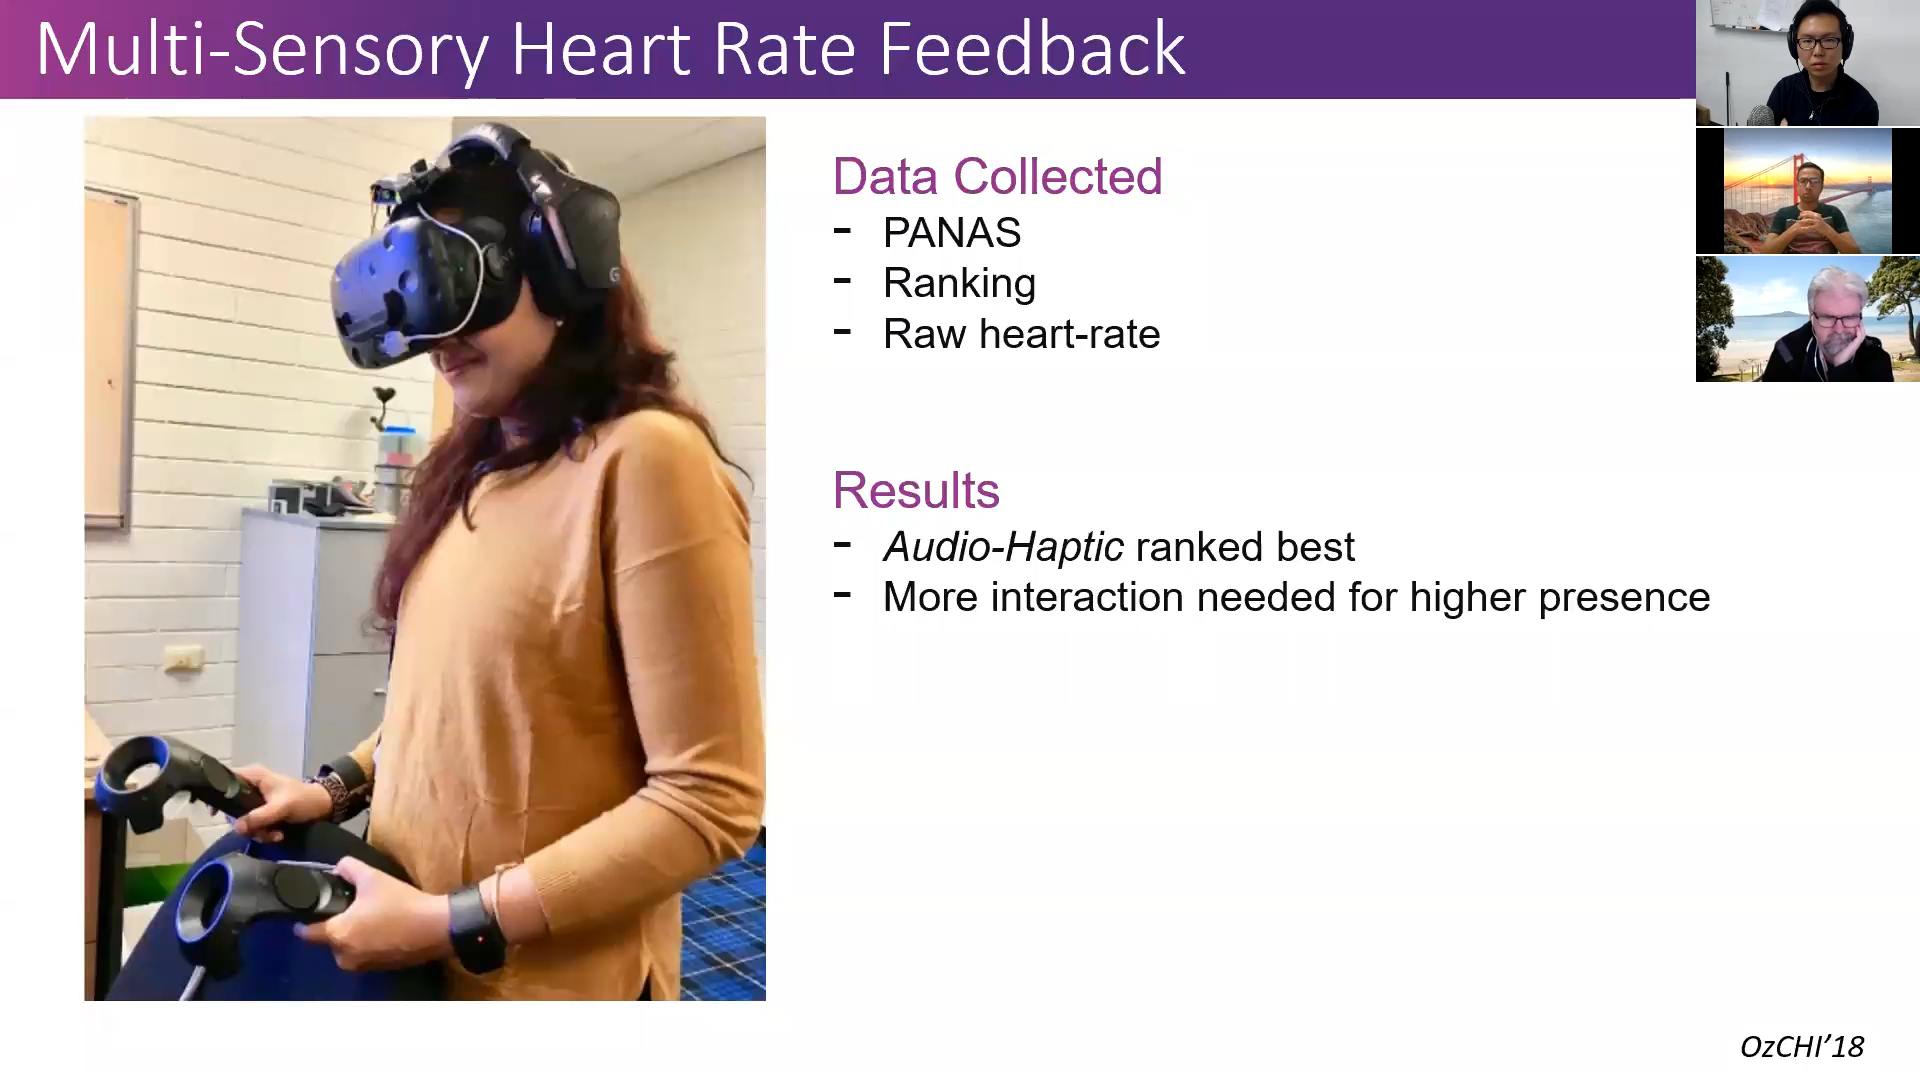 Multi-Sensory Heart Rate Feedback
Data Collected
- PANAS
- Ranking
- Raw heart-rate
Results
- Audio-Haptic ranked best
- More interaction needed for higher presence
OzCHI’18